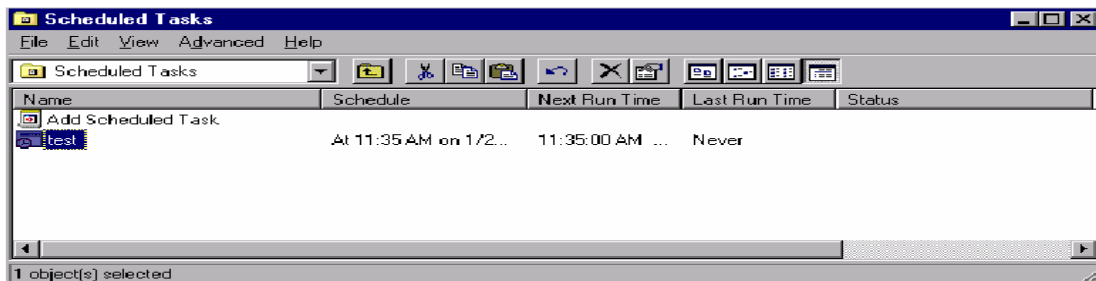 Scheduled Tasks
File Edit View Advanced Help
Scheduled Tasks
Name Schedule Next Run Time Last Run Time Status
Add Scheduled Task
test At 11:35 AM on 1/2... 11:35:00 AM ... Never
1 object(s) selected